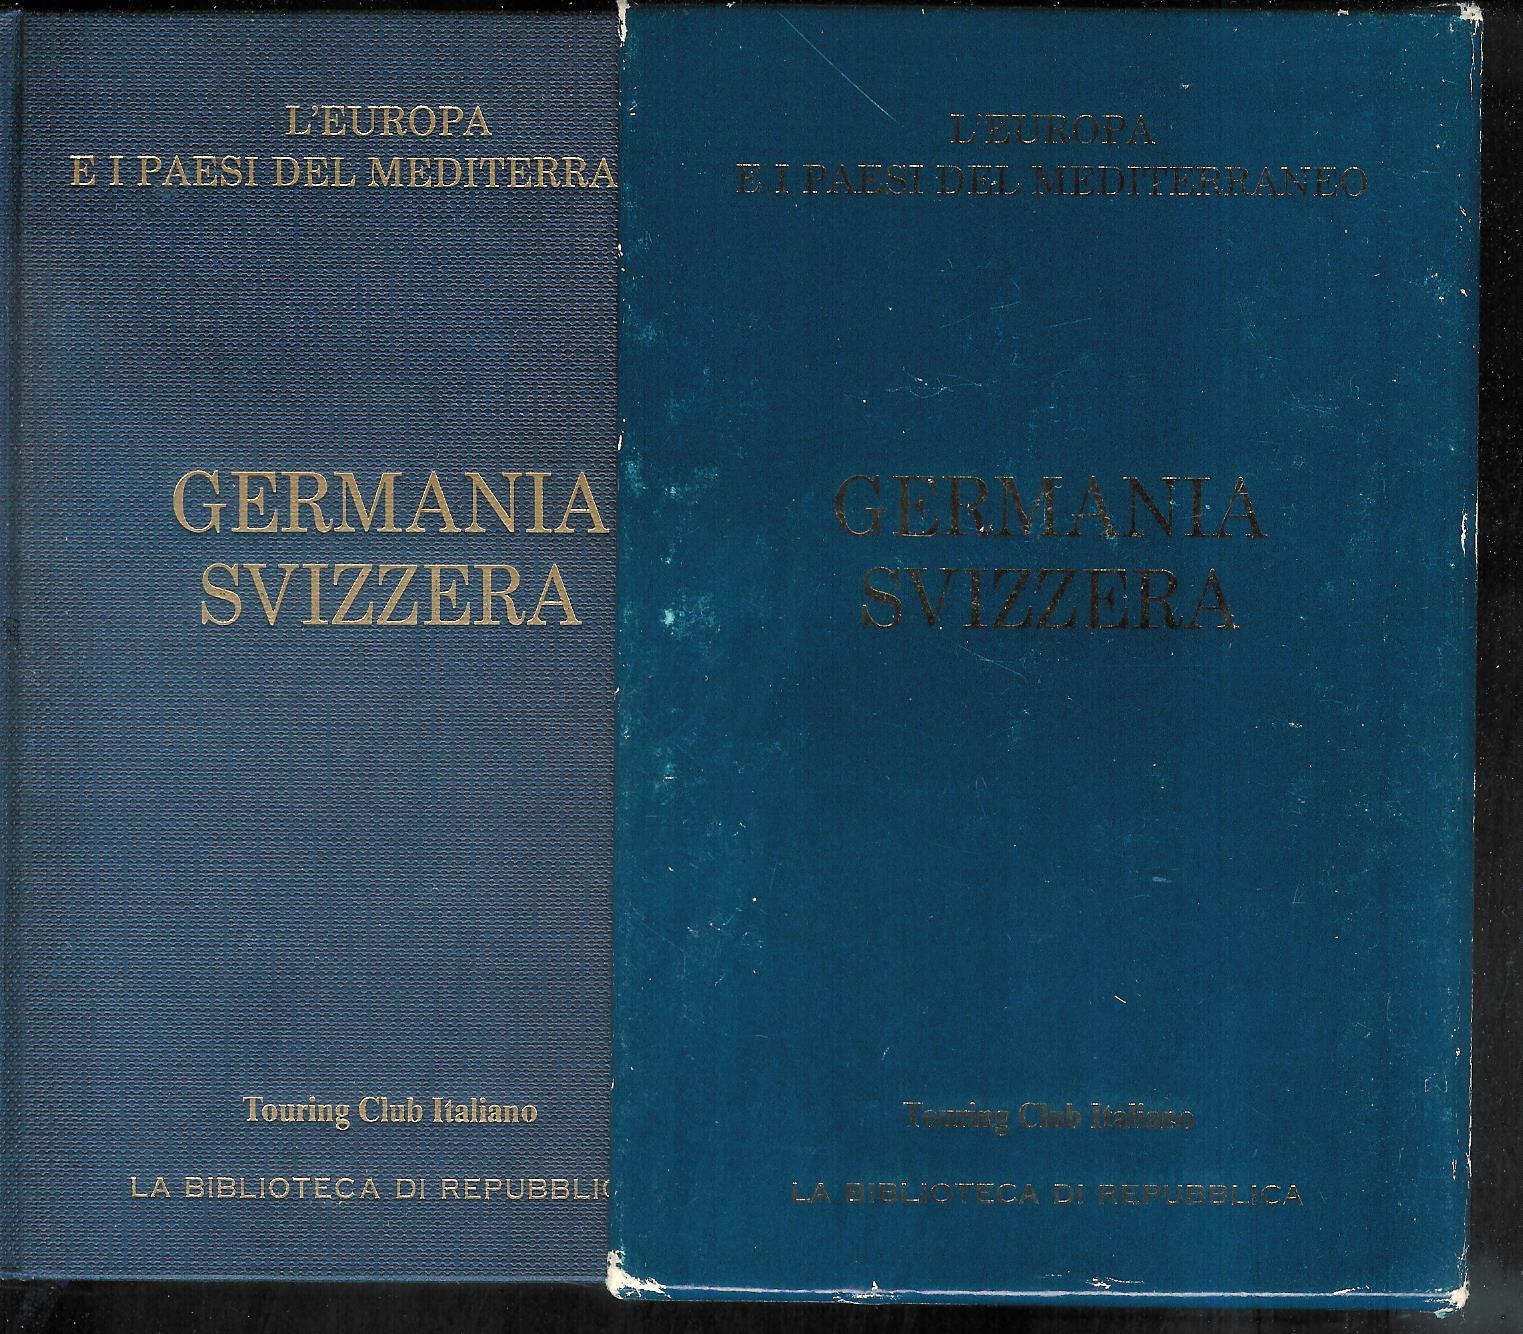 L'EUROPA
E I PAESI DEL MEDITERRA
GERMANIA
SVIZZERA
Touring Club Italiano
LA BIBLIOTECA DI REPUBBLIC
L'EUROPA
E I PAESI DEL MEDITERRANEO
GERMANIA
SVIZZERA
Touring Club Italiano
LA BIBLIOTECA DI REPUBBLICA